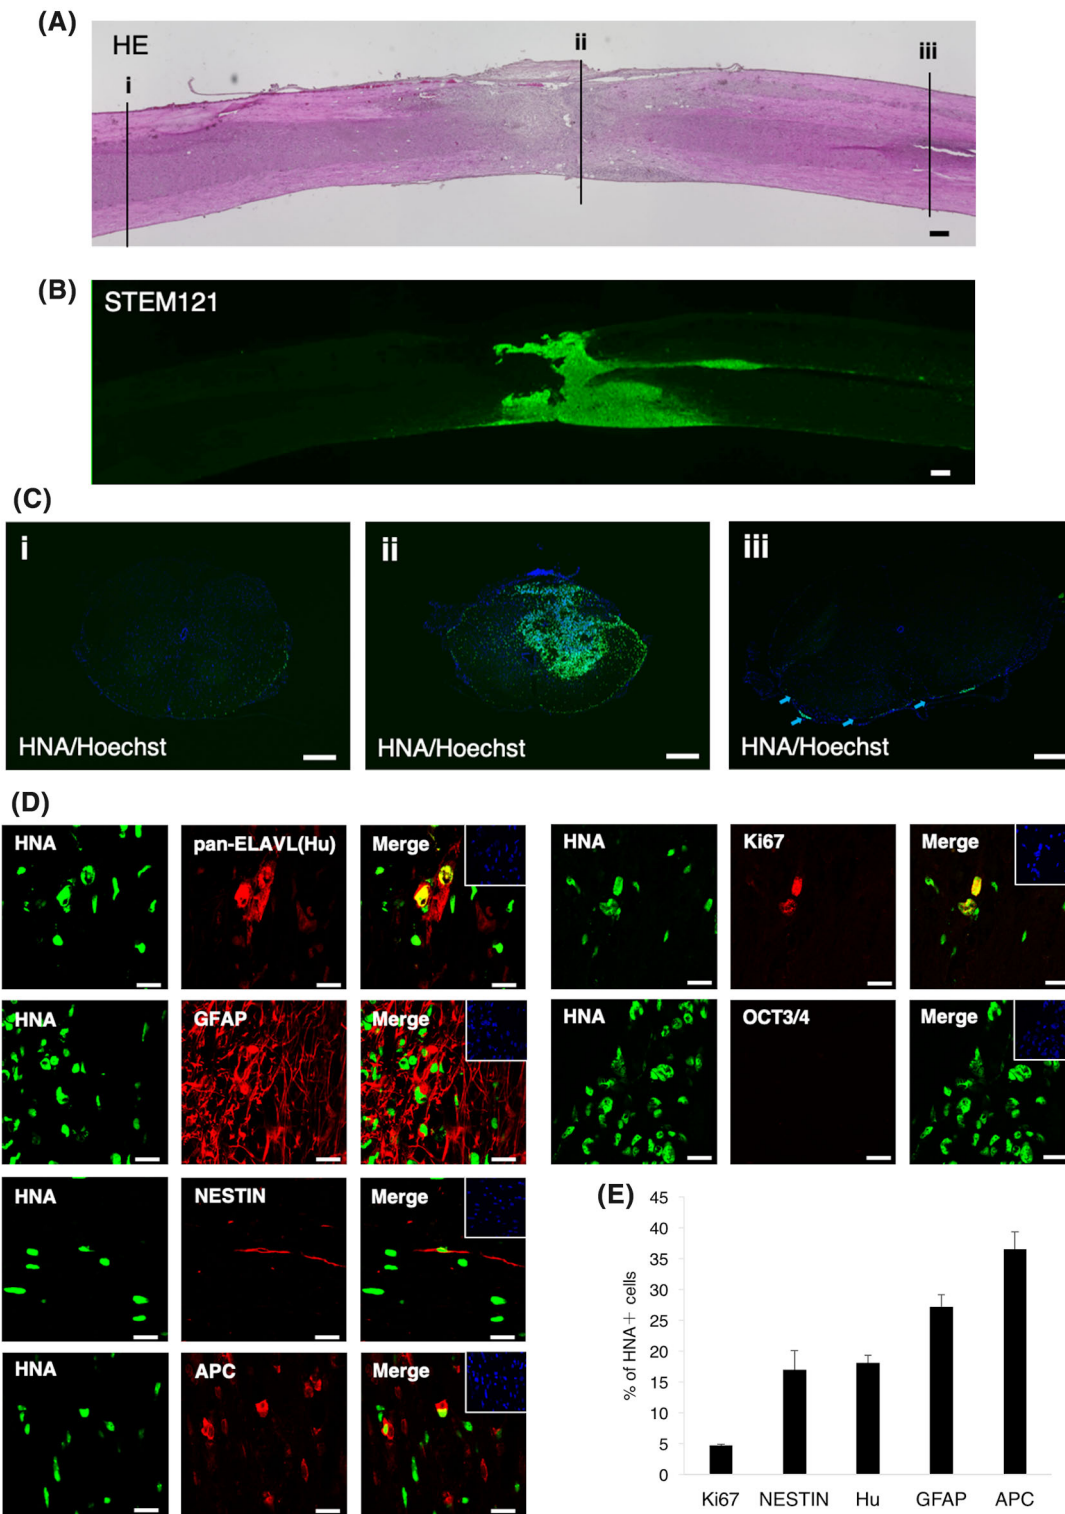 (A)
HE
i
ii
iii
(B)
STEM121
(C)
i
ii
iii
HNA/Hoechst
HNA/Hoechst
HNA/Hoechst
(D)
HNA
pan-ELAVL(Hu)
Merge
HNA
Ki67
Merge
HNA
GFAP
Merge
HNA
OCT3/4
Merge
HNA
NESTIN
Merge
HNA
APC
Merge
(E)
% of HNA+ cells
45
40
35
30
25
20
15
10
5
0
Ki67 NESTIN Hu GFAP APC